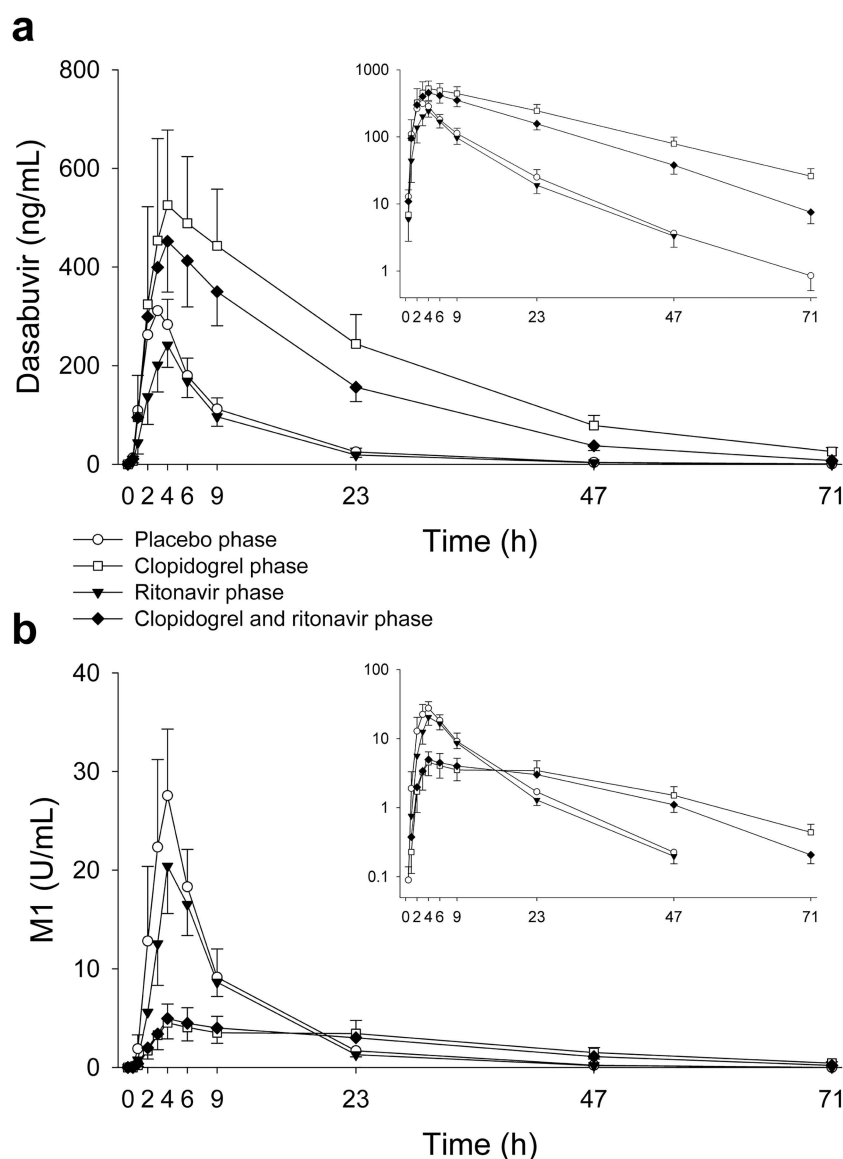 a
Dasabuvir (ng/mL)
800
600
400
200
0
0 2 4 6 9 23 47 71
Time (h)
1000
100
10
1
0 2 4 6 9 23 47 71
Placebo phase
Clopidogrel phase
Ritonavir phase
Clopidogrel and ritonavir phase
b
M1 (U/mL)
40
30
20
10
0
0 2 4 6 9 23 47 71
Time (h)
100
10
1
0.1
0 2 4 6 9 23 47 71